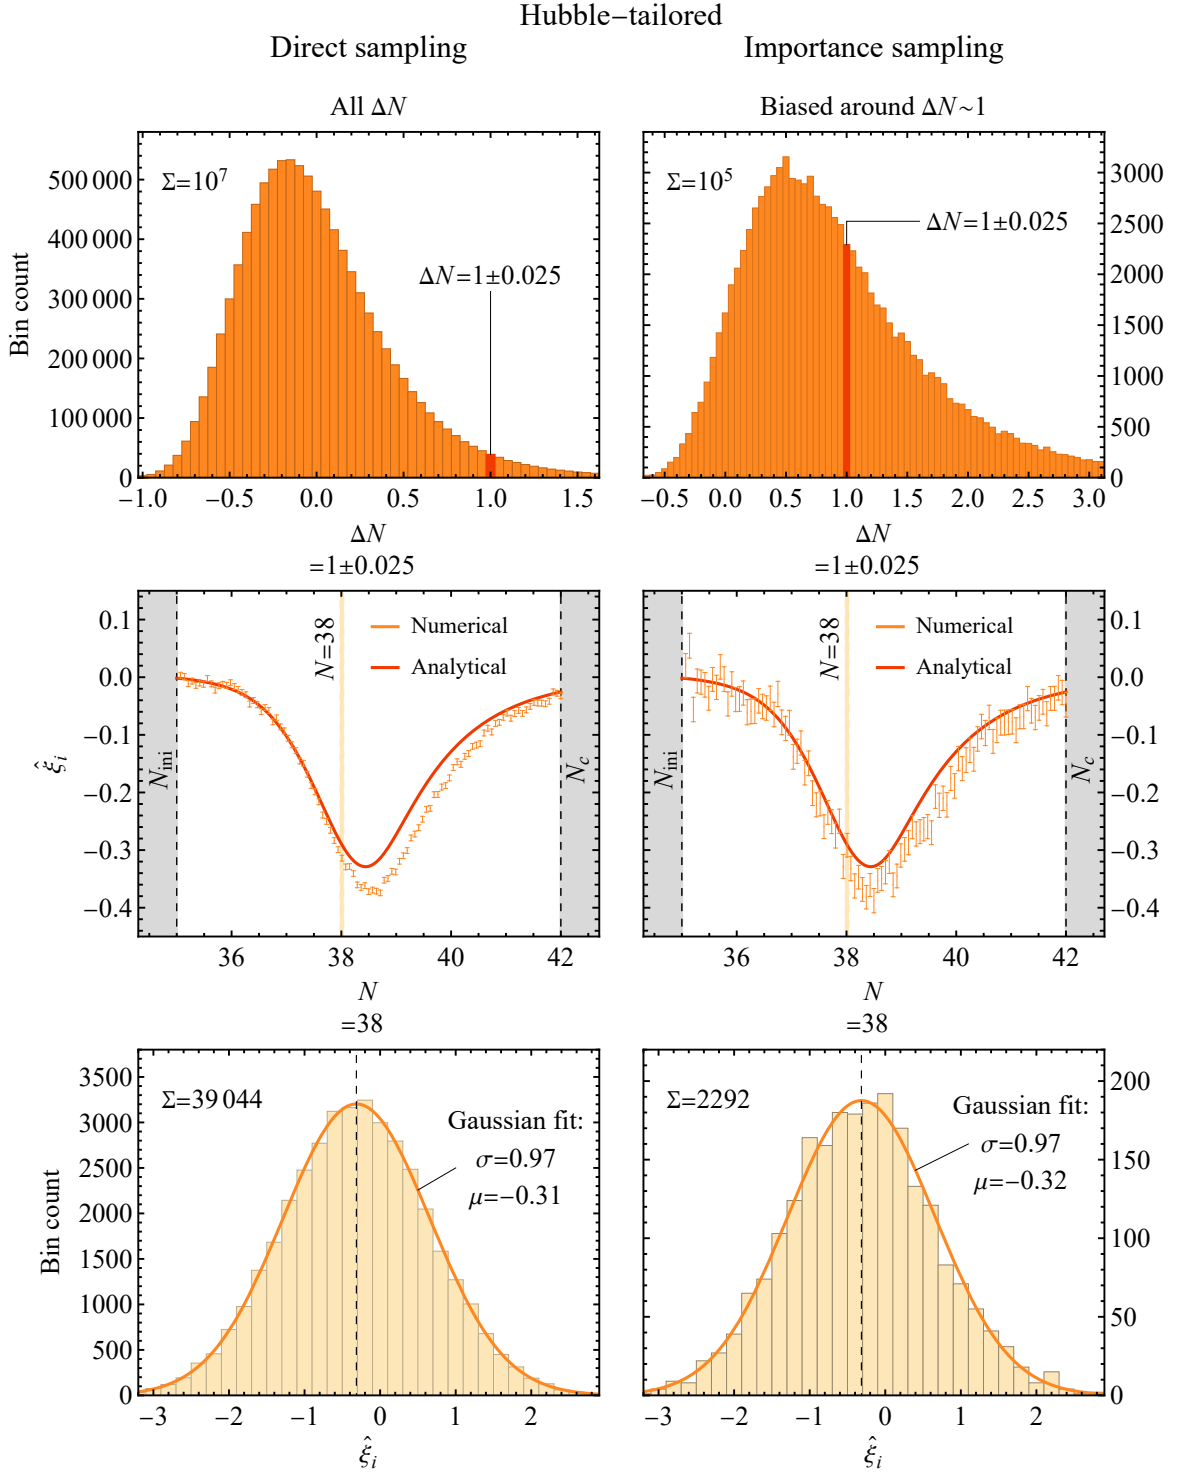 Hubble-tailored
Direct sampling
Importance sampling
All ΔN
Biased around ΔN~1
Σ=10⁷
ΔN=1±0.025
500 000
400 000
300 000
200 000
100 000
0
Bin count
−1.0 −0.5 0.0 0.5 1.0 1.5
ΔN
=1±0.025
Σ=10⁵
ΔN=1±0.025
3000
2500
2000
1500
1000
500
0
−0.5 0.0 0.5 1.0 1.5 2.0 2.5 3.0
ΔN
=1±0.025
0.1
0.0
−0.1
−0.2
−0.3
−0.4
ξ̂ᵢ
N_ini
N=38
Numerical
Analytical
N_c
36 38 40 42
N
=38
N_ini
N=38
Numerical
Analytical
N_c
0.1
0.0
−0.1
−0.2
−0.3
−0.4
36 38 40 42
N
=38
3500
3000
2500
2000
1500
1000
500
0
Bin count
Σ=39 044
Gaussian fit:
σ=0.97
μ=−0.31
−3 −2 −1 0 1 2
ξ̂ᵢ
Σ=2292
Gaussian fit:
σ=0.97
μ=−0.32
200
150
100
50
0
−3 −2 −1 0 1 2
ξ̂ᵢ